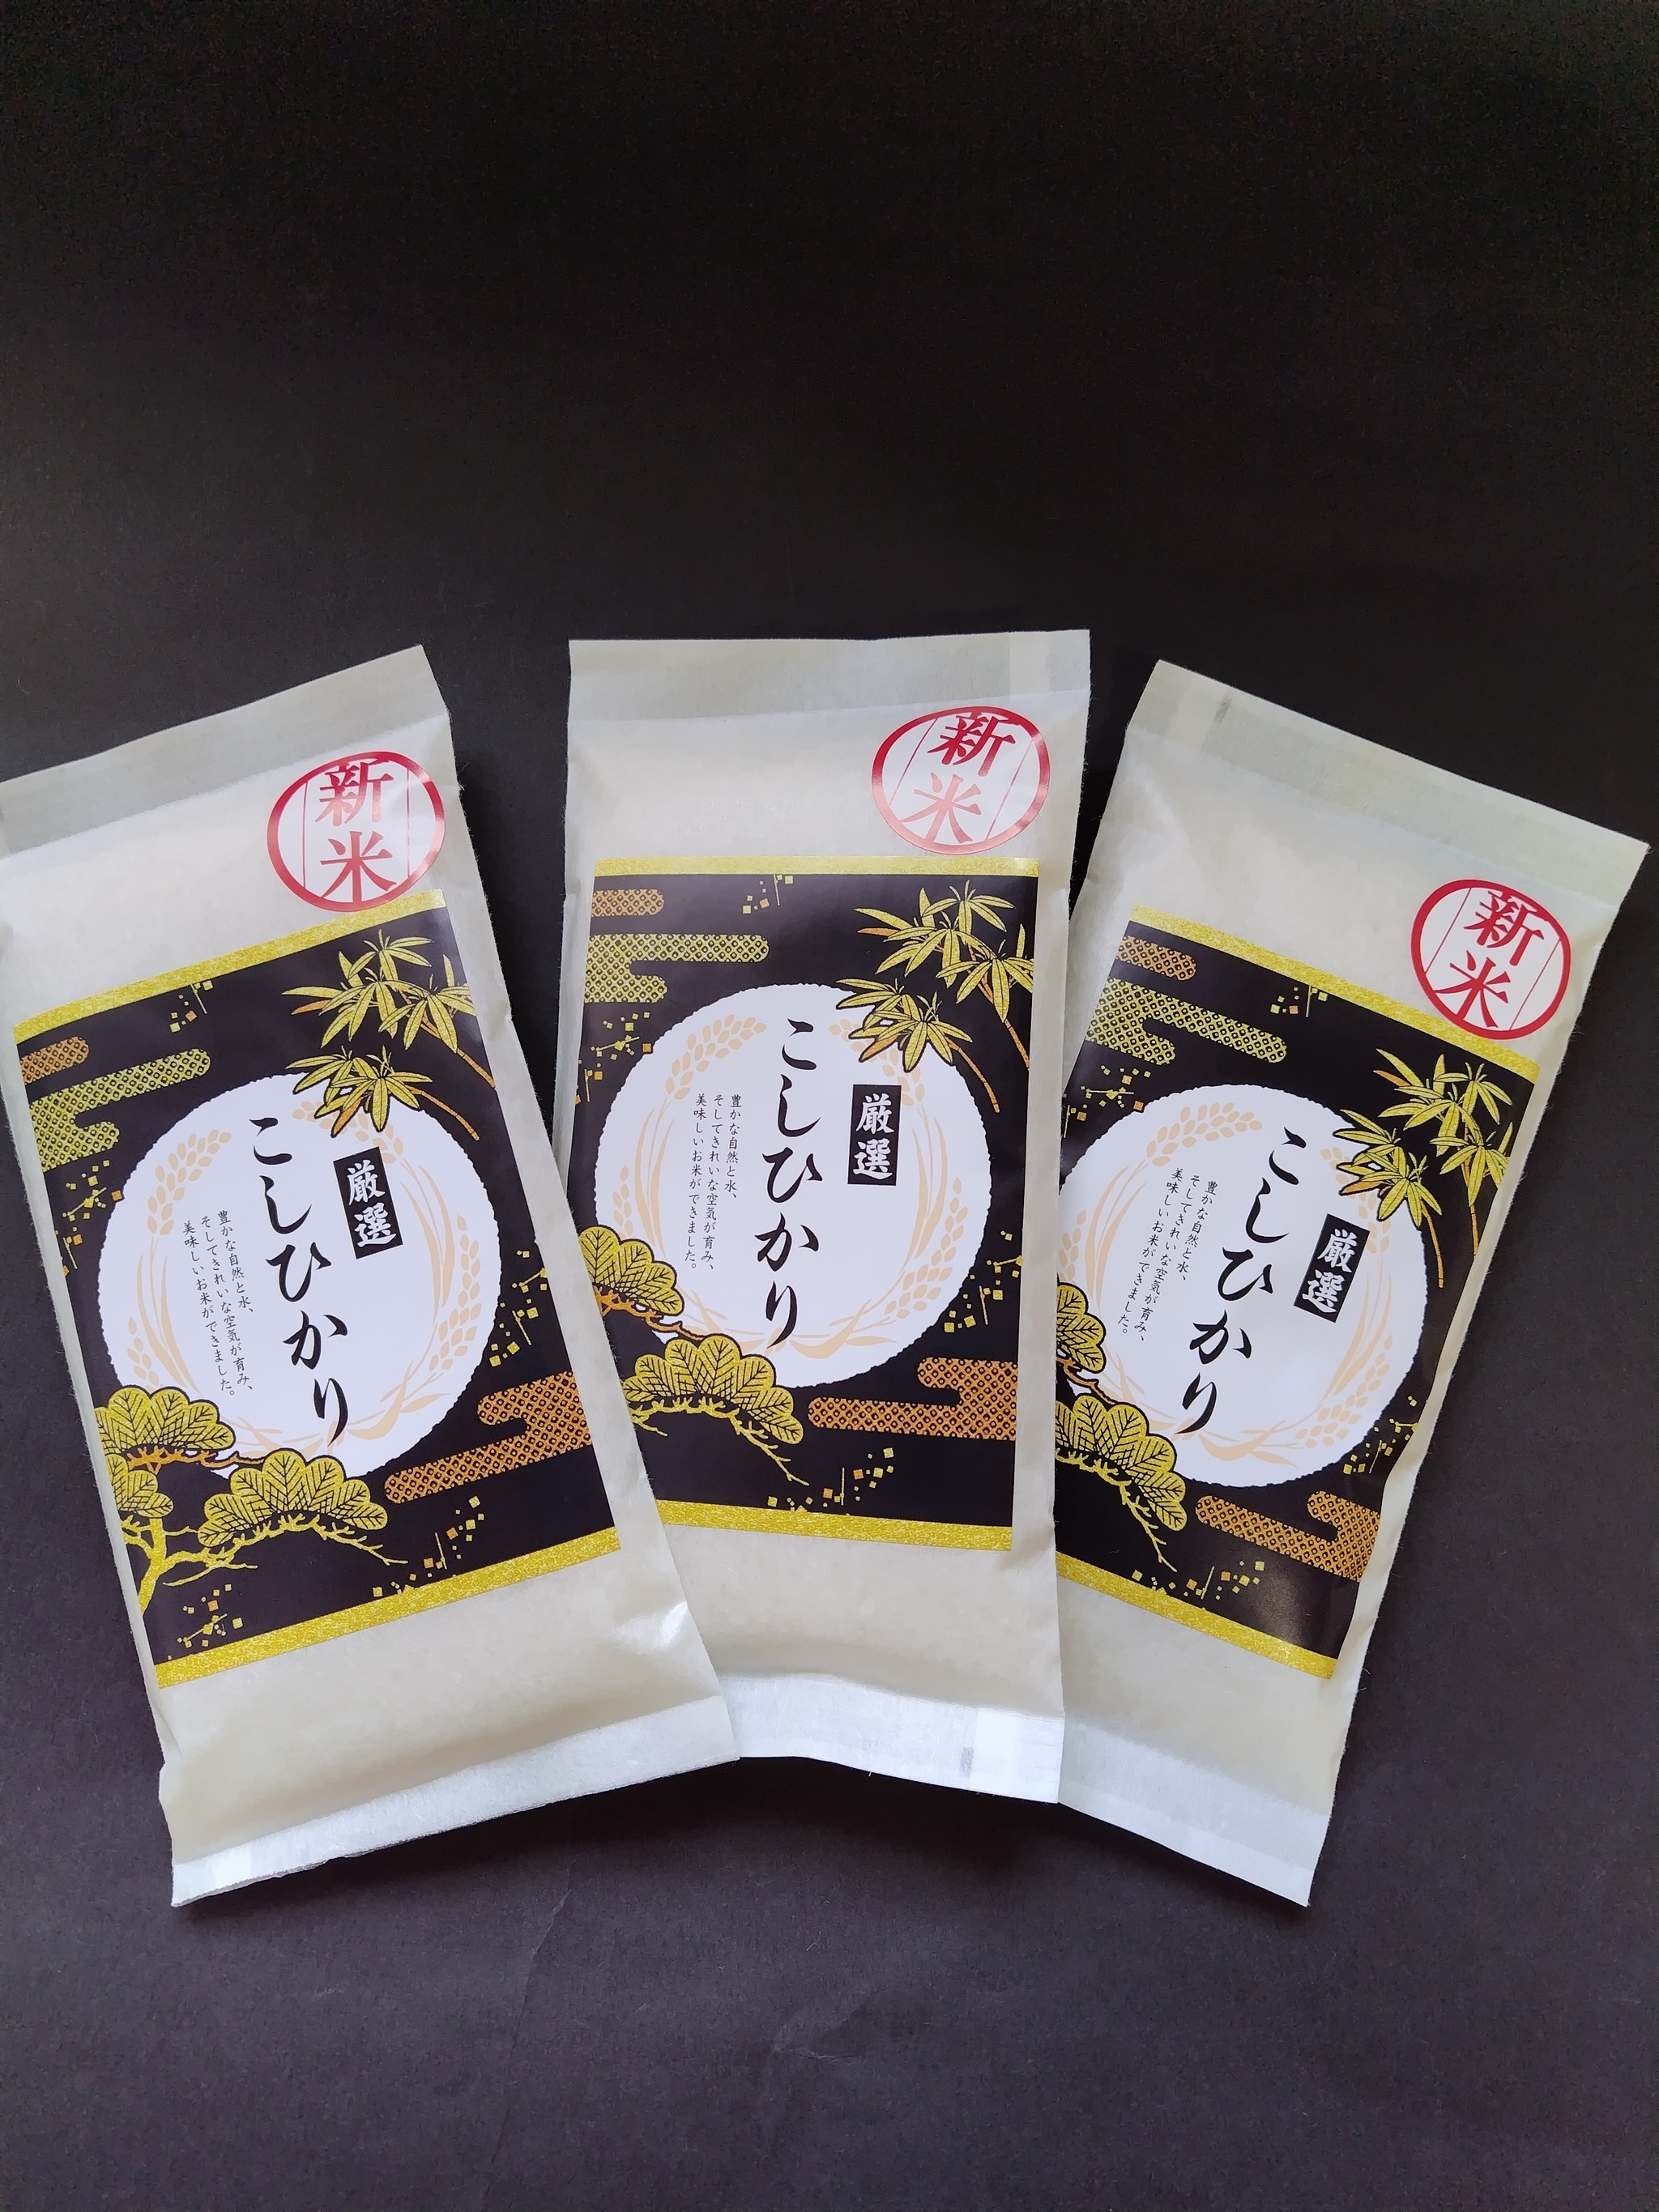 新米
厳選
こしひかり
豊かな自然と水、
そしてきれいな空気が育み、
美味しいお米ができました。
新米
厳選
こしひかり
豊かな自然と水、
そしてきれいな空気が育み、
美味しいお米ができました。
新米
厳選
こしひかり
豊かな自然と水、
そしてきれいな空気が育み、
美味しいお米ができました。